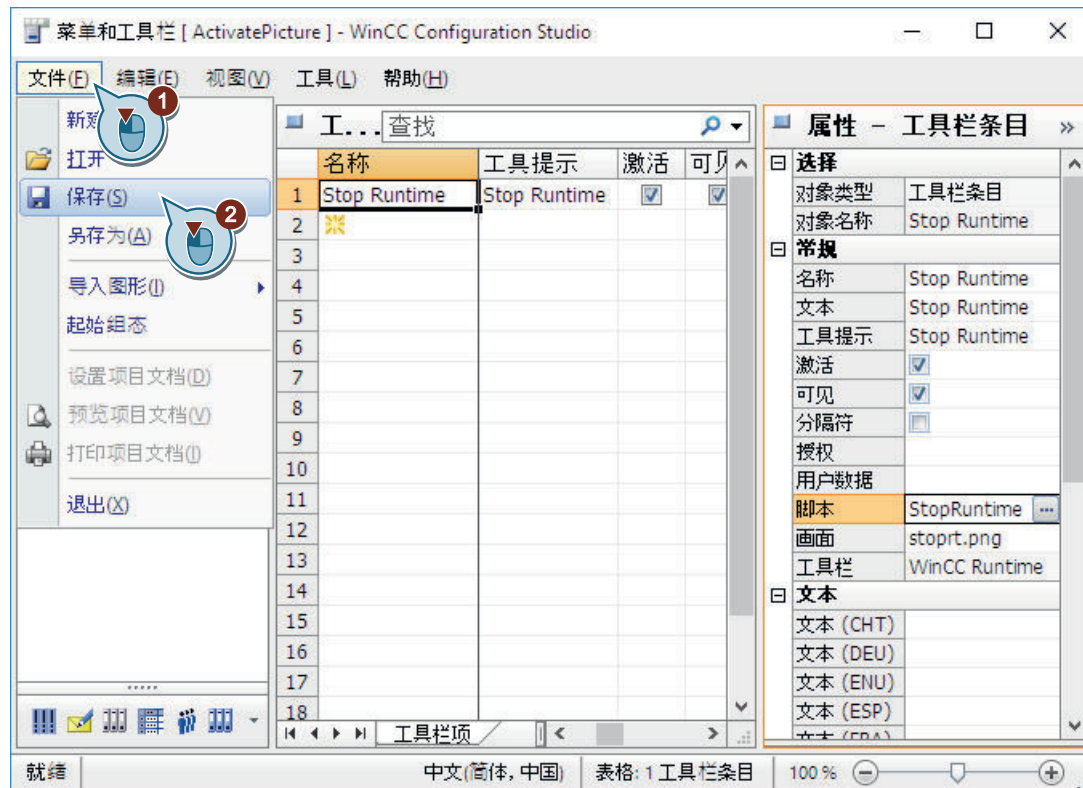 菜单和工具栏 [ ActivatePicture ] - WinCC Configuration Studio
文件(F) 编辑(E) 视图(V) 工具(L) 帮助(H)
1
打开
保存(S)
2
另存为(A)
导入图形(I)
起始组态
设置项目文档(D)
预览项目文档(V)
打印项目文档(I)
退出(X)
工... 查找
名称 工具提示 激活
1 Stop Runtime Stop Runtime
2
3
4
5
6
7
8
9
10
11
12
13
14
15
16
17
18
工具栏项
属性 - 工具栏条目 »
选择
对象类型 工具栏条目
对象名称 Stop Runtime
常规
名称 Stop Runtime
文本 Stop Runtime
工具提示 Stop Runtime
激活
可见
分隔符
授权
用户数据
脚本 StopRuntime ...
画面 stoprt.png
工具栏 WinCC Runtime
文本
文本 (CHT)
文本 (DEU)
文本 (ENU)
文本 (ESP)
就绪 中文(简体, 中国) 表格: 1 工具栏条目 100 %